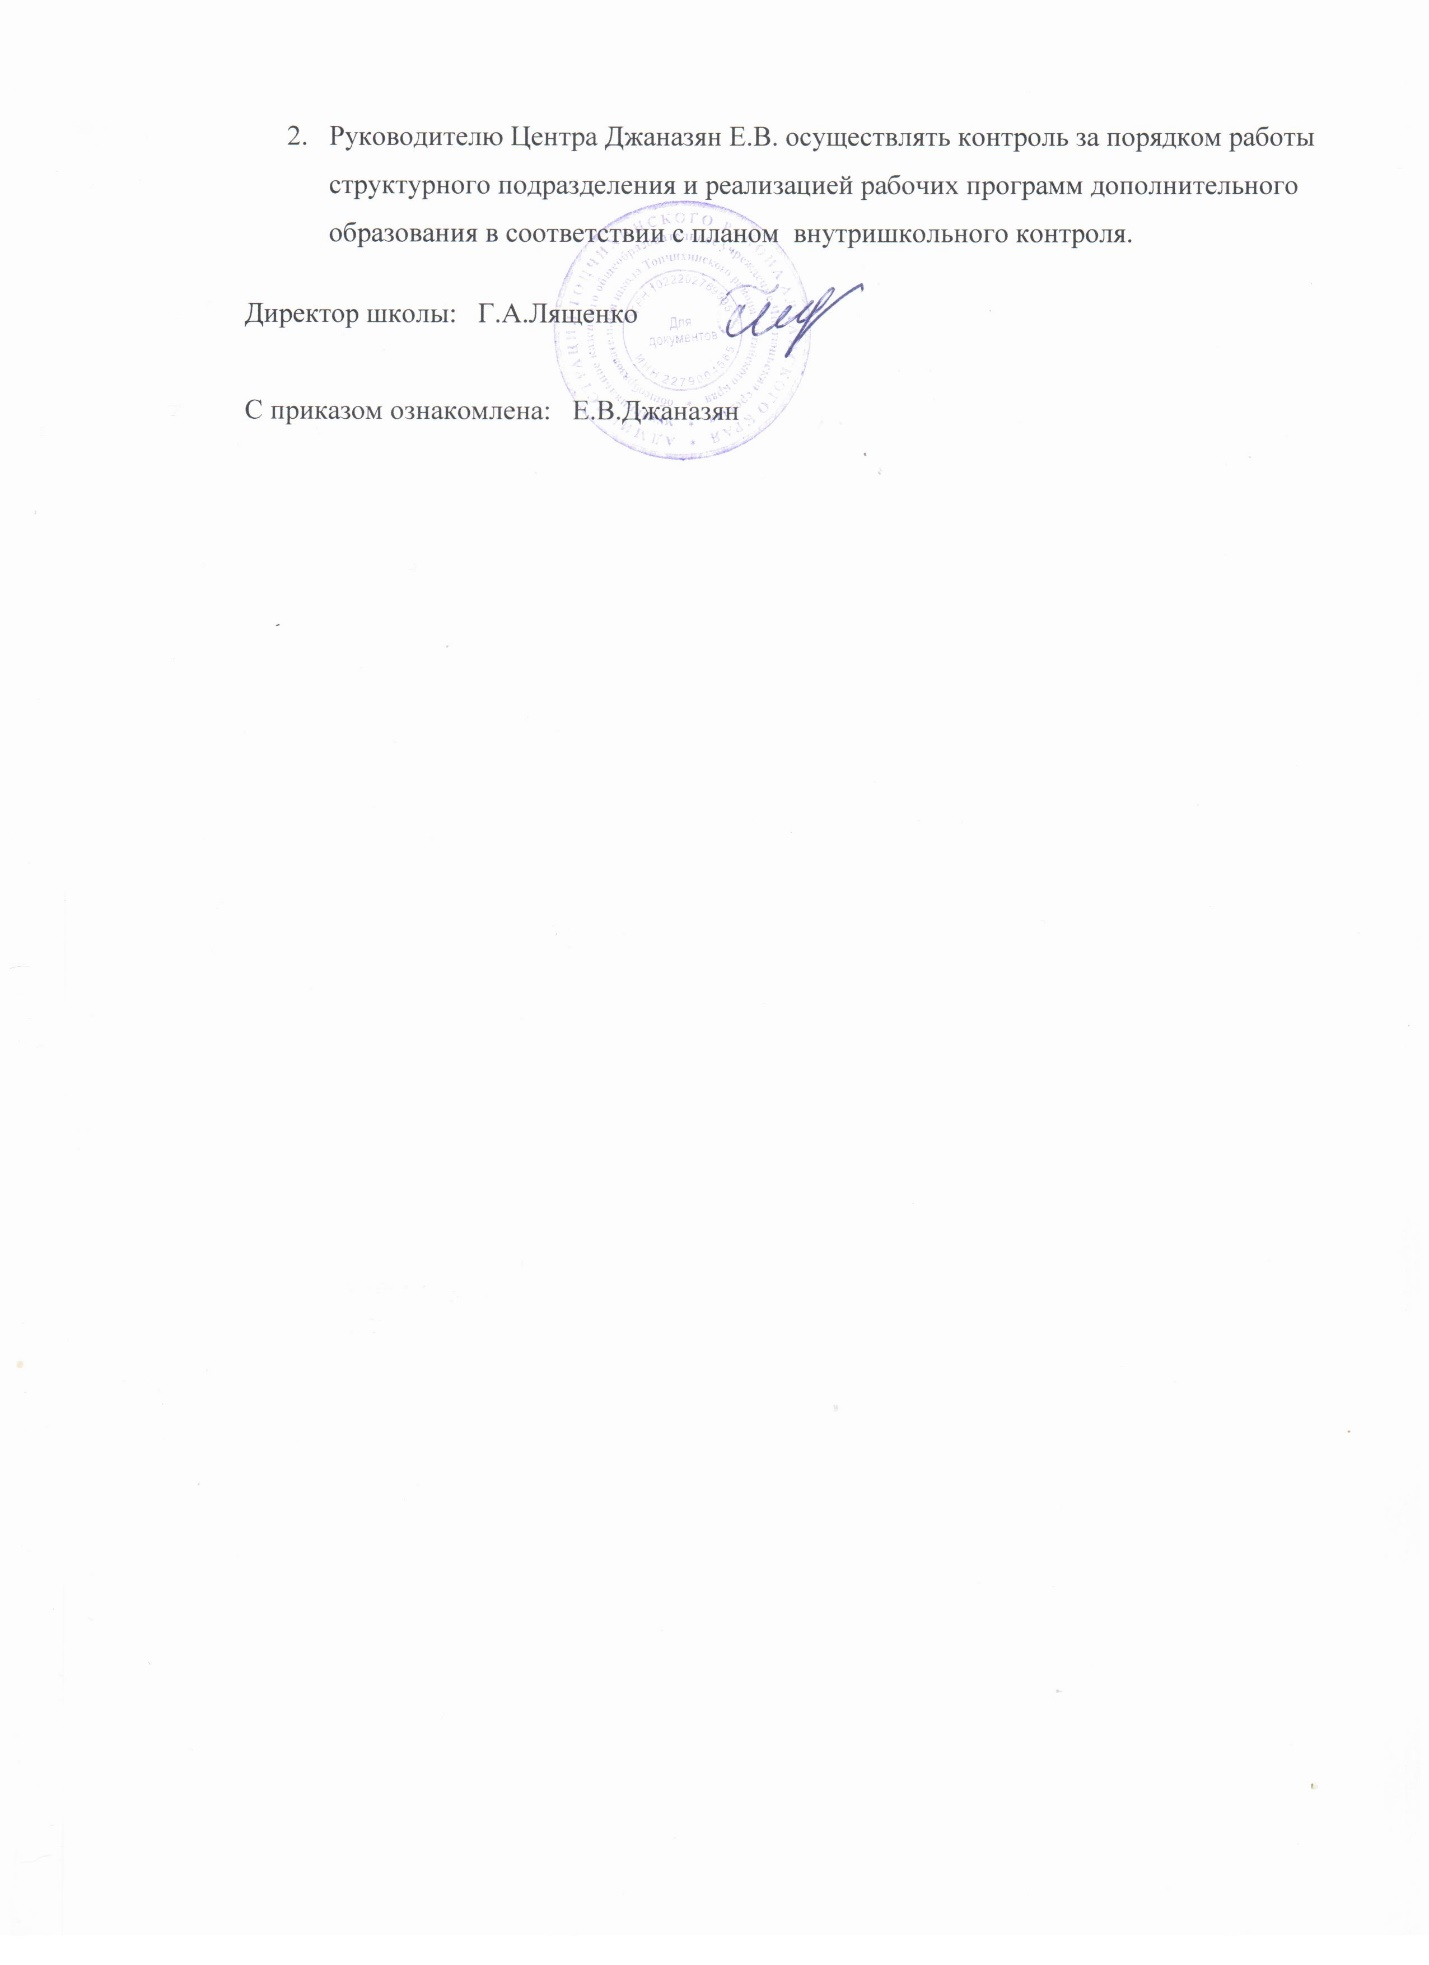 2. Руководителю Центра Джаназян Е.В. осуществлять контроль за порядком работы
структурного подразделения и реализацией рабочих программ дополнительного
образования в соответствии с планом внутришкольного контроля.
Директор школы: Г.А.Лященко
Для
документов
С приказом ознакомлена: Е.В.Джаназян